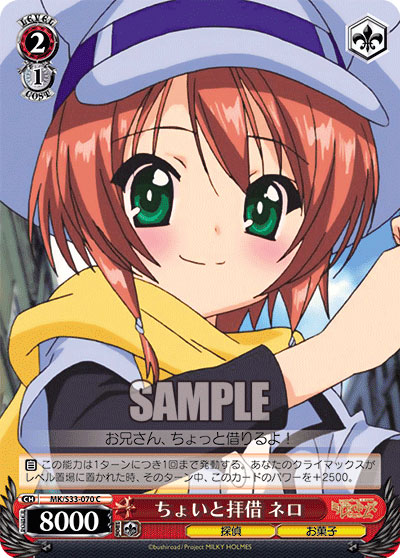 LEVEL
2
1
COST
SAMPLE
お兄さん、ちょっと借りるよ！
この能力は1ターンにつき1回まで発動する。あなたのクライマックスが
レベル置場に置かれた時、そのターン中、このカードのパワーを+2500。
CH MK/S33-070 C
POWER
8000
ちょいと拝借 ネロ
探偵 お菓子
©bushiroad/Project MILKY HOLMES